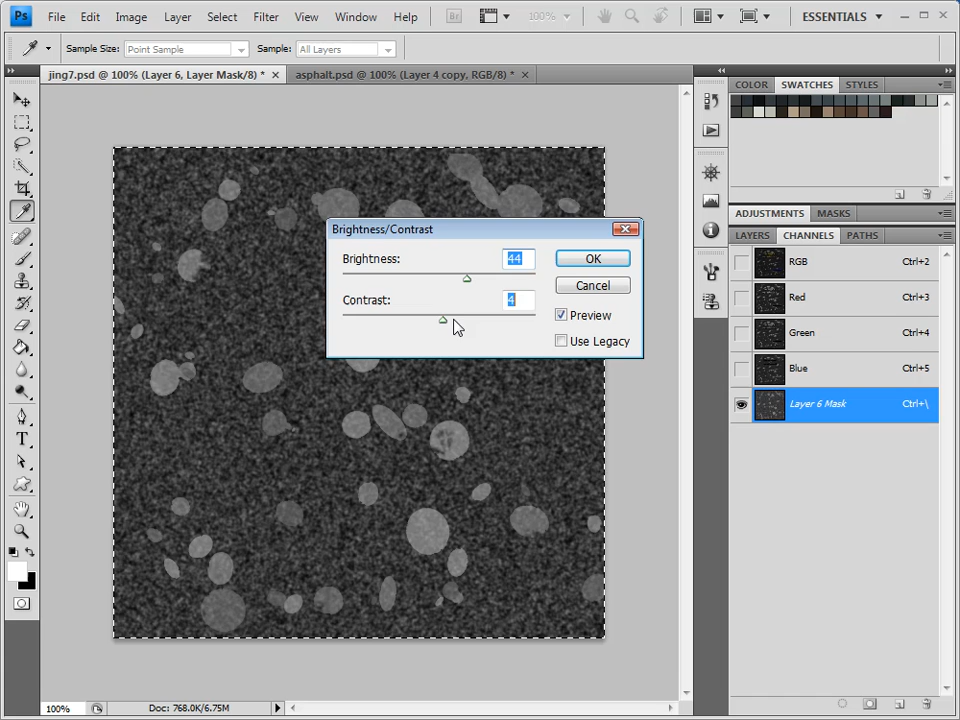 Ps File Edit Image Layer Select Filter View Window Help Br 100% ESSENTIALS
Sample Size: Point Sample Sample: All Layers
jing7.psd @ 100% (Layer 6, Layer Mask/8) * asphalt.psd @ 100% (Layer 4 copy, RGB/8) *
COLOR SWATCHES STYLES
ADJUSTMENTS MASKS
LAYERS CHANNELS PATHS
RGB Ctrl+2
Red Ctrl+3
Green Ctrl+4
Blue Ctrl+5
Layer 6 Mask Ctrl+\
Brightness/Contrast
Brightness: 44 OK
Cancel
Contrast: 4
Preview
Use Legacy
T
100% Doc: 768.0K/6.75M